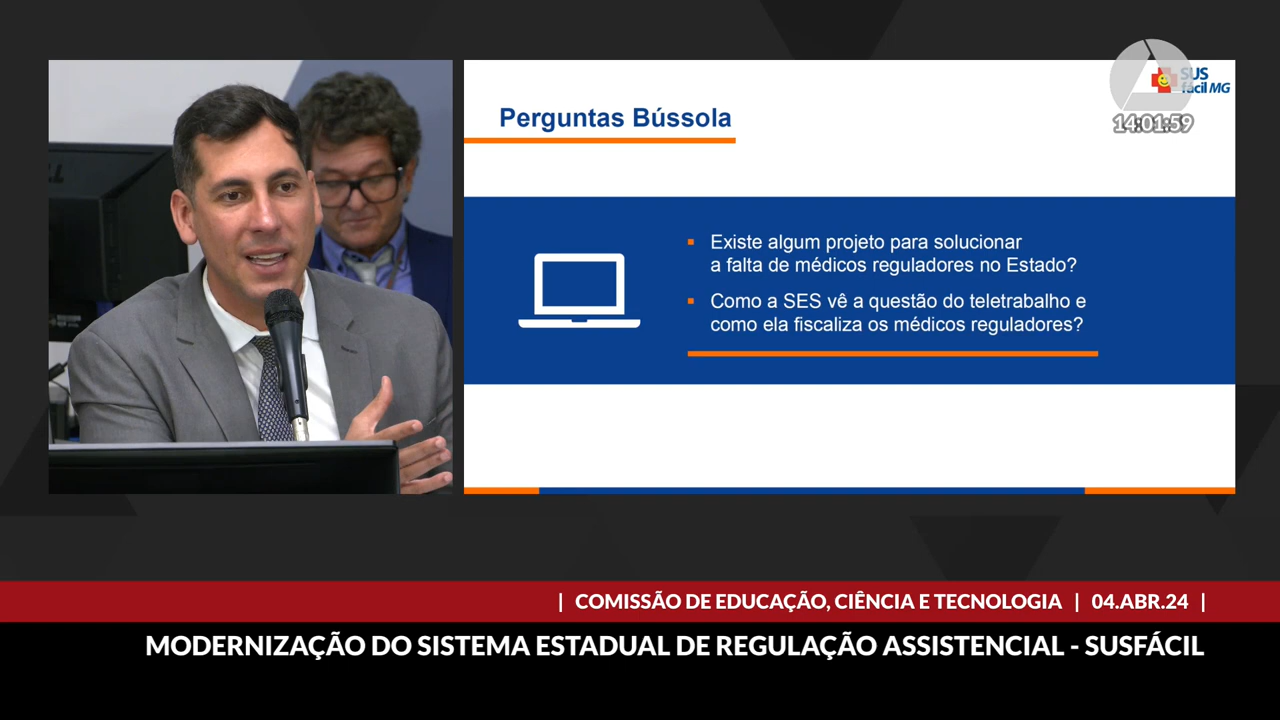 SUS
fácil MG
14:01:59
Perguntas Bússola
▪ Existe algum projeto para solucionar
a falta de médicos reguladores no Estado?
▪ Como a SES vê a questão do teletrabalho e
como ela fiscaliza os médicos reguladores?
| COMISSÃO DE EDUCAÇÃO, CIÊNCIA E TECNOLOGIA | 04.ABR.24 |
MODERNIZAÇÃO DO SISTEMA ESTADUAL DE REGULAÇÃO ASSISTENCIAL - SUSFÁCIL